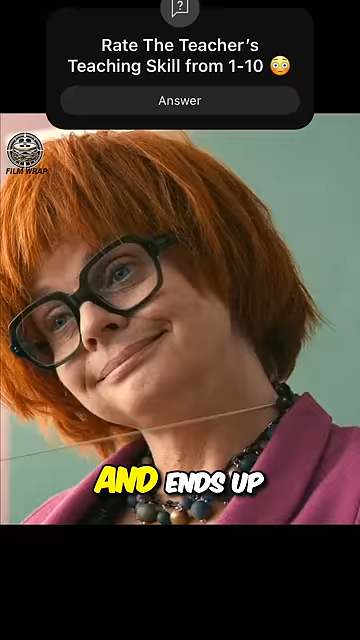 Rate The Teacher's
Teaching Skill from 1-10 😳
Answer
FILM WRAP
AND ENDS UP